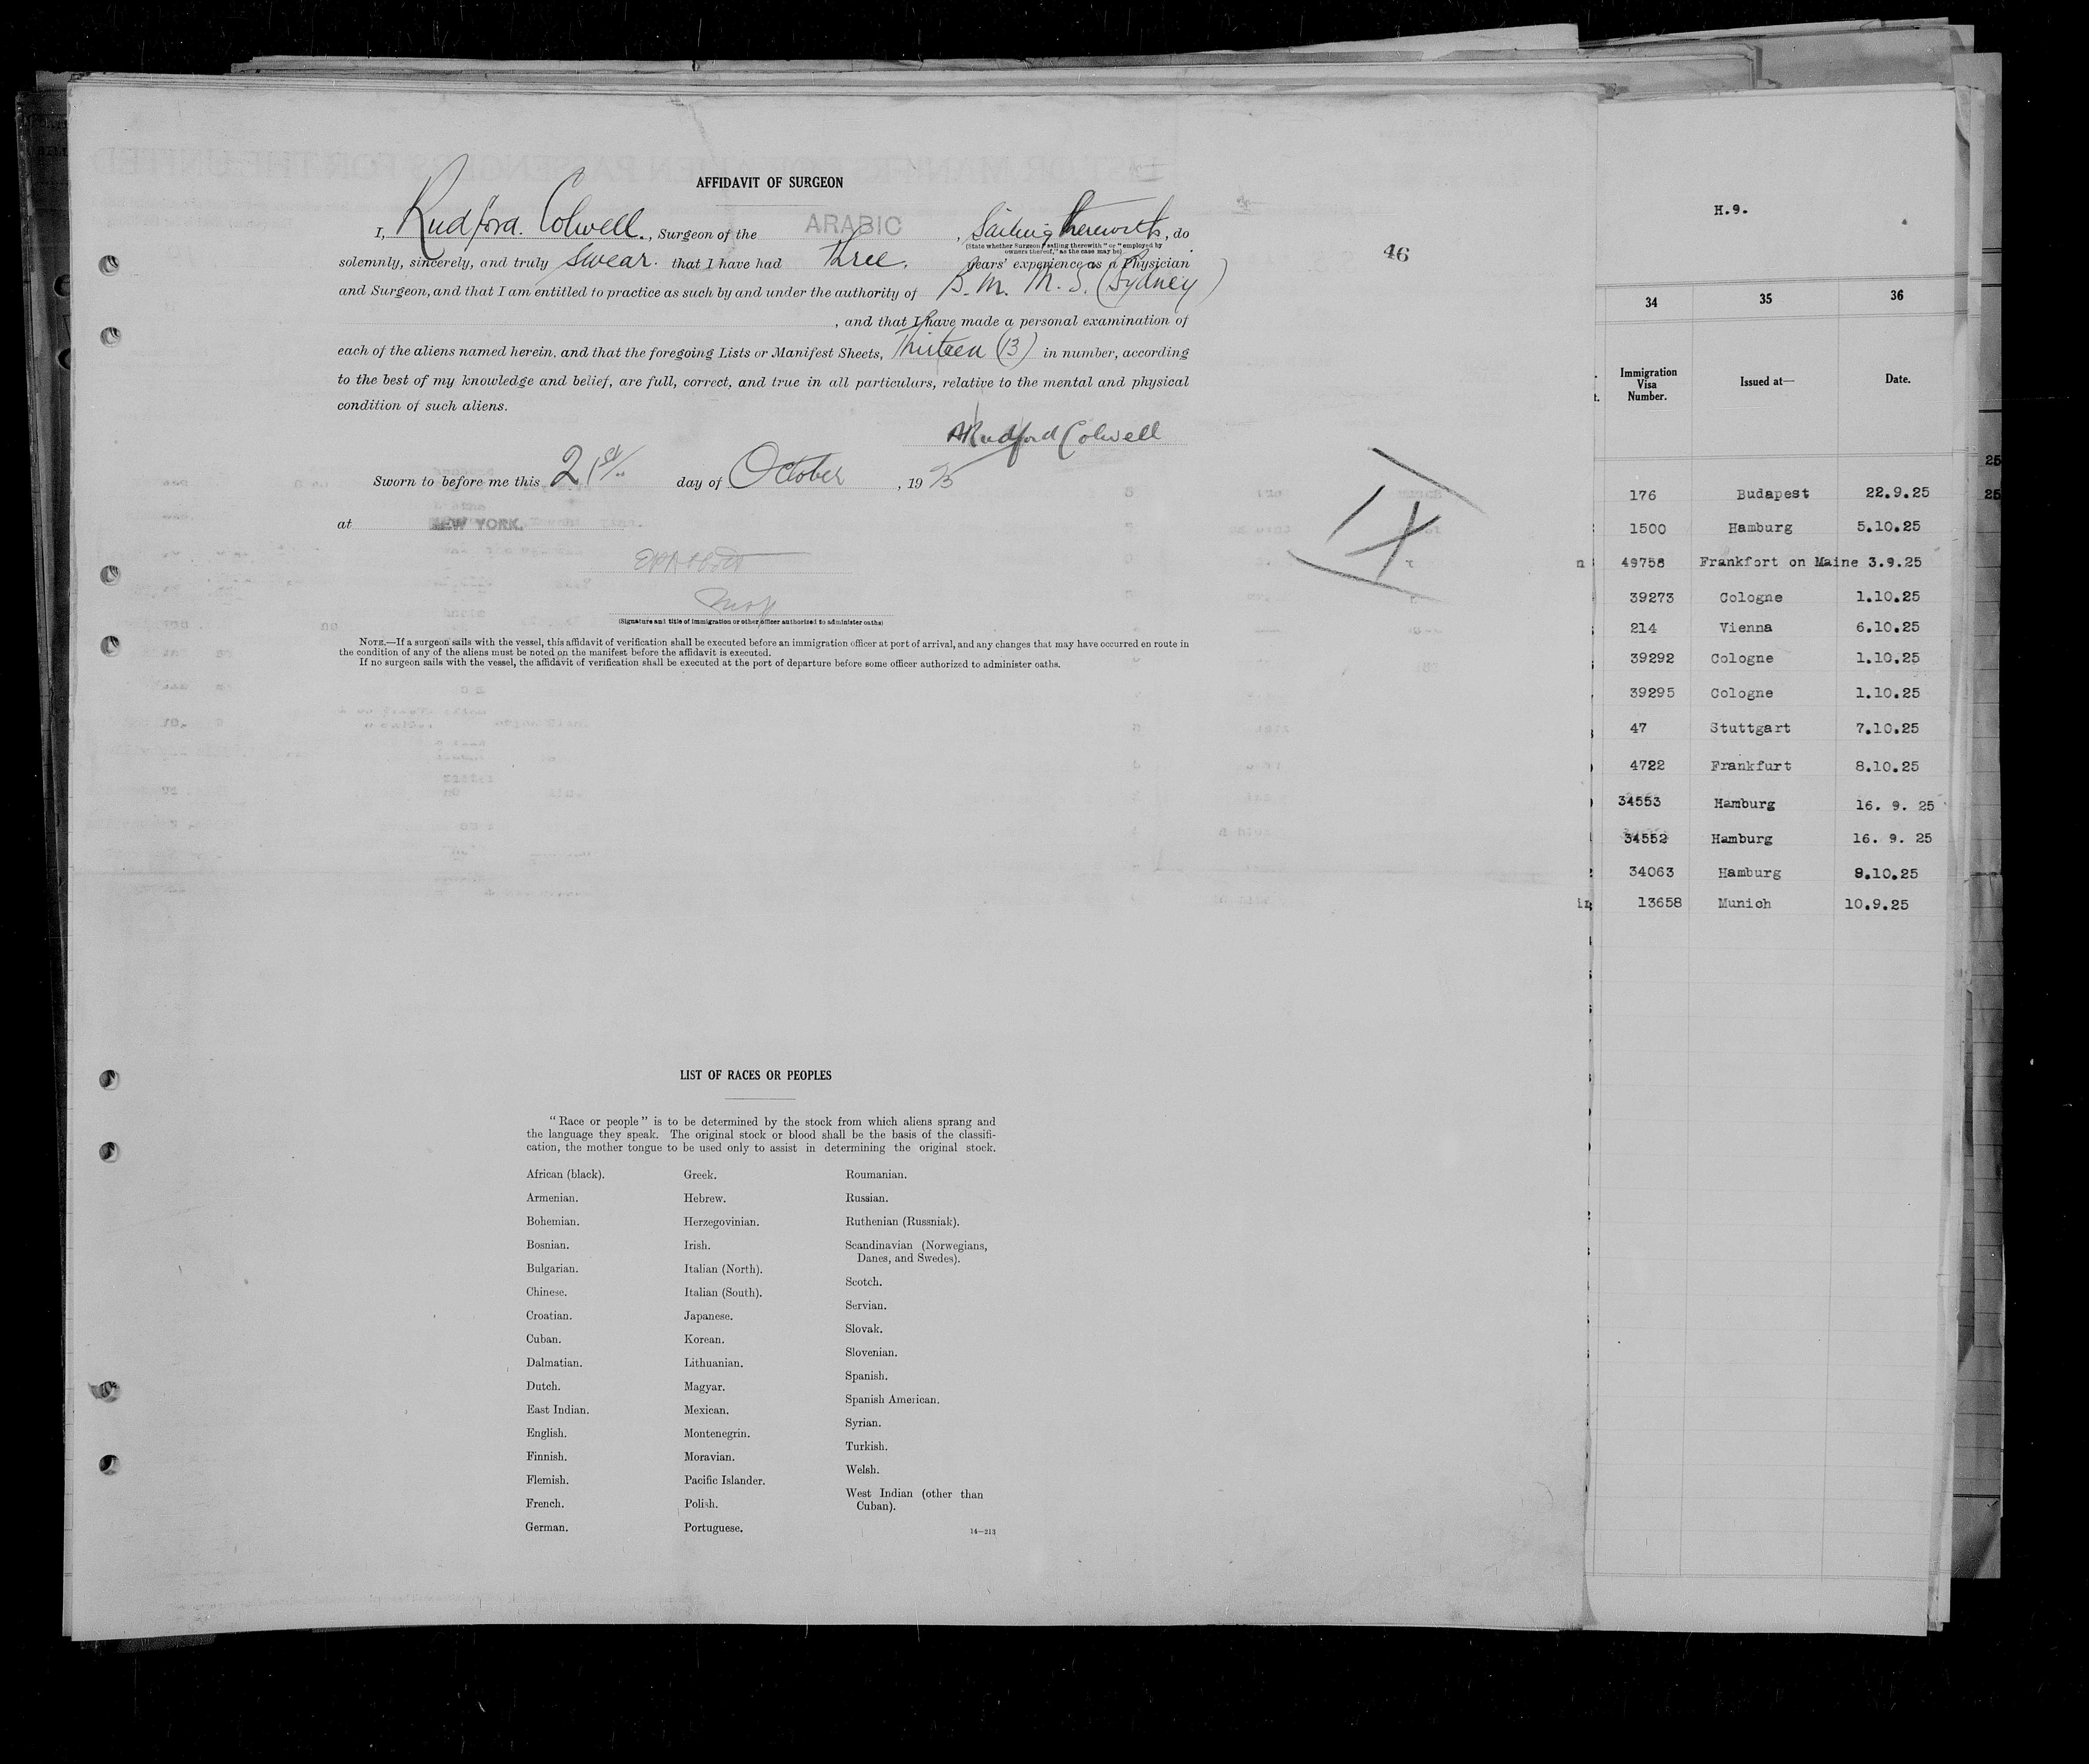 AFFIDAVIT OF SURGEON
I, Rudford. Colwell., Surgeon of the ARABIC, Sailing therewith, do
(State whether Surgeon "sailing therewith" or "employed by
owners thereof," as the case may be)
solemnly, sincerely, and truly swear. that I have had three. years' experience as a Physician
and Surgeon, and that I am entitled to practice as such by and under the authority of B. M. M. S. (Sydney)
, and that I have made a personal examination of
each of the aliens named herein, and that the foregoing Lists or Manifest Sheets, Thirteen (13) in number, according
to the best of my knowledge and belief, are full, correct, and true in all particulars, relative to the mental and physical
condition of such aliens.
Rudford Colwell
Sworn to before me this 21st day of October, 1925
at NEW YORK.
(Signature and title of immigration or other officer authorized to administer oaths)
NOTE.—If a surgeon sails with the vessel, this affidavit of verification shall be executed before an immigration officer at port of arrival, and any changes that may have occurred en route in
the condition of any of the aliens must be noted on the manifest before the affidavit is executed.
If no surgeon sails with the vessel, the affidavit of verification shall be executed at the port of departure before some officer authorized to administer oaths.
46
IX
LIST OF RACES OR PEOPLES
"Race or people" is to be determined by the stock from which aliens sprang and
the language they speak. The original stock or blood shall be the basis of the classifi-
cation, the mother tongue to be used only to assist in determining the original stock.
African (black).
Armenian.
Bohemian.
Bosnian.
Bulgarian.
Chinese.
Croatian.
Cuban.
Dalmatian.
Dutch.
East Indian.
English.
Finnish.
Flemish.
French.
German.
Greek.
Hebrew.
Herzegovinian.
Irish.
Italian (North).
Italian (South).
Japanese.
Korean.
Lithuanian.
Magyar.
Mexican.
Montenegrin.
Moravian.
Pacific Islander.
Polish.
Portuguese.
Roumanian.
Russian.
Ruthenian (Russniak).
Scandinavian (Norwegians,
Danes, and Swedes).
Scotch.
Servian.
Slovak.
Slovenian.
Spanish.
Spanish American.
Syrian.
Turkish.
Welsh.
West Indian (other than
Cuban).
14—213
H.9.
34 35 36
Immigration
Visa
Number.
Issued at—
Date.
176 Budapest 22.9.25
1500 Hamburg 5.10.25
49758 Frankfort on Maine 3.9.25
39273 Cologne 1.10.25
214 Vienna 6.10.25
39292 Cologne 1.10.25
39295 Cologne 1.10.25
47 Stuttgart 7.10.25
4722 Frankfurt 8.10.25
34553 Hamburg 16. 9. 25
34552 Hamburg 16. 9. 25
34063 Hamburg 9.10.25
13658 Munich 10.9.25
25
25